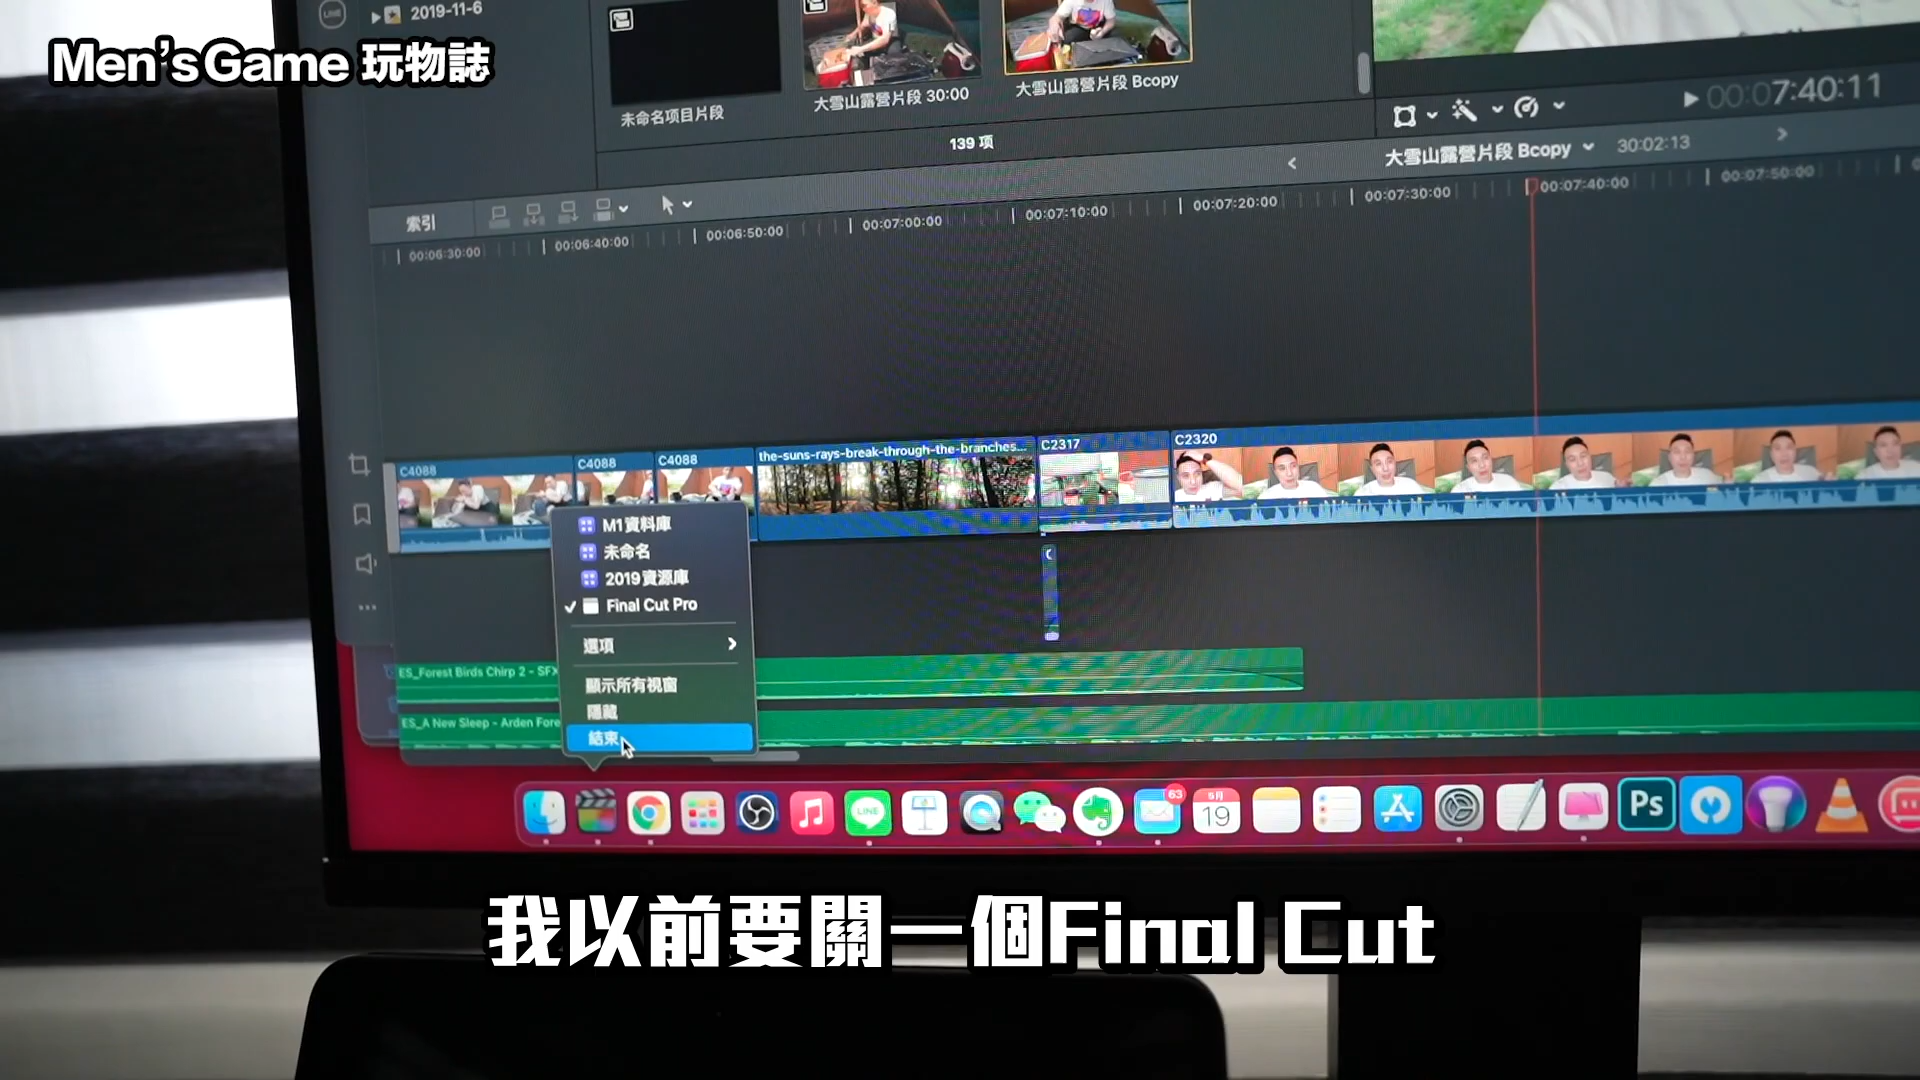 2019-11-6
Men'sGame 玩物誌
未命名项目片段
大雪山露營片段 30:00
大雪山露營片段 Bcopy
139 项
00:07:40:11
大雪山露營片段 Bcopy
30:02:13
索引
00:06:30:00
00:06:40:00
00:06:50:00
00:07:00:00
00:07:10:00
00:07:20:00
00:07:30:00
00:07:40:00
00:07:50:00
C4088
C4088
C4088
the-suns-rays-break-through-the-branches...
C2317
C2320
M1資料庫
未命名
2019資源庫
Final Cut Pro
選項
顯示所有視窗
隱藏
結束
ES_Forest Birds Chirp 2 - SFX
ES_A New Sleep - Arden Fore
LINE
63
5月
19
Ps
我以前要關一個Final Cut